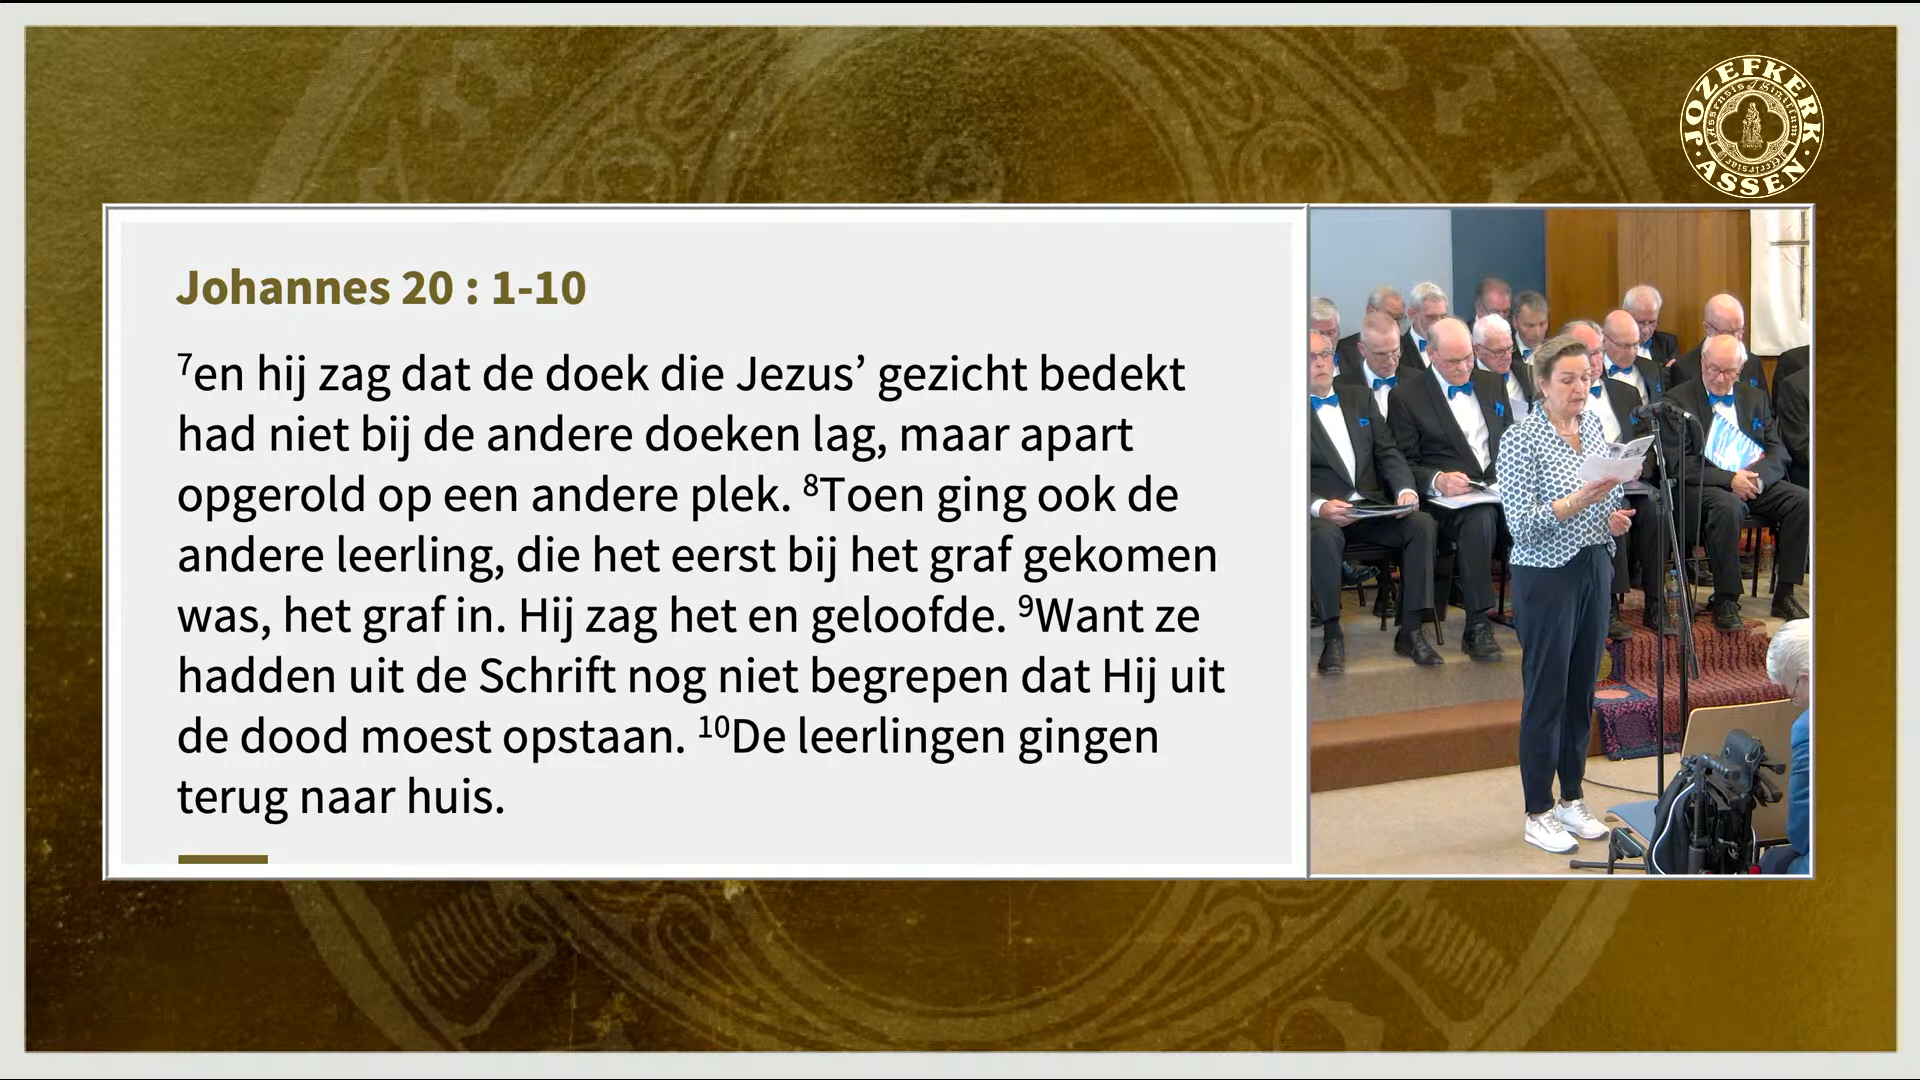 JOZEFKERK
· ASSEN ·
Johannes 20 : 1-10
⁷en hij zag dat de doek die Jezus’ gezicht bedekt
had niet bij de andere doeken lag, maar apart
opgerold op een andere plek. ⁸Toen ging ook de
andere leerling, die het eerst bij het graf gekomen
was, het graf in. Hij zag het en geloofde. ⁹Want ze
hadden uit de Schrift nog niet begrepen dat Hij uit
de dood moest opstaan. ¹⁰De leerlingen gingen
terug naar huis.